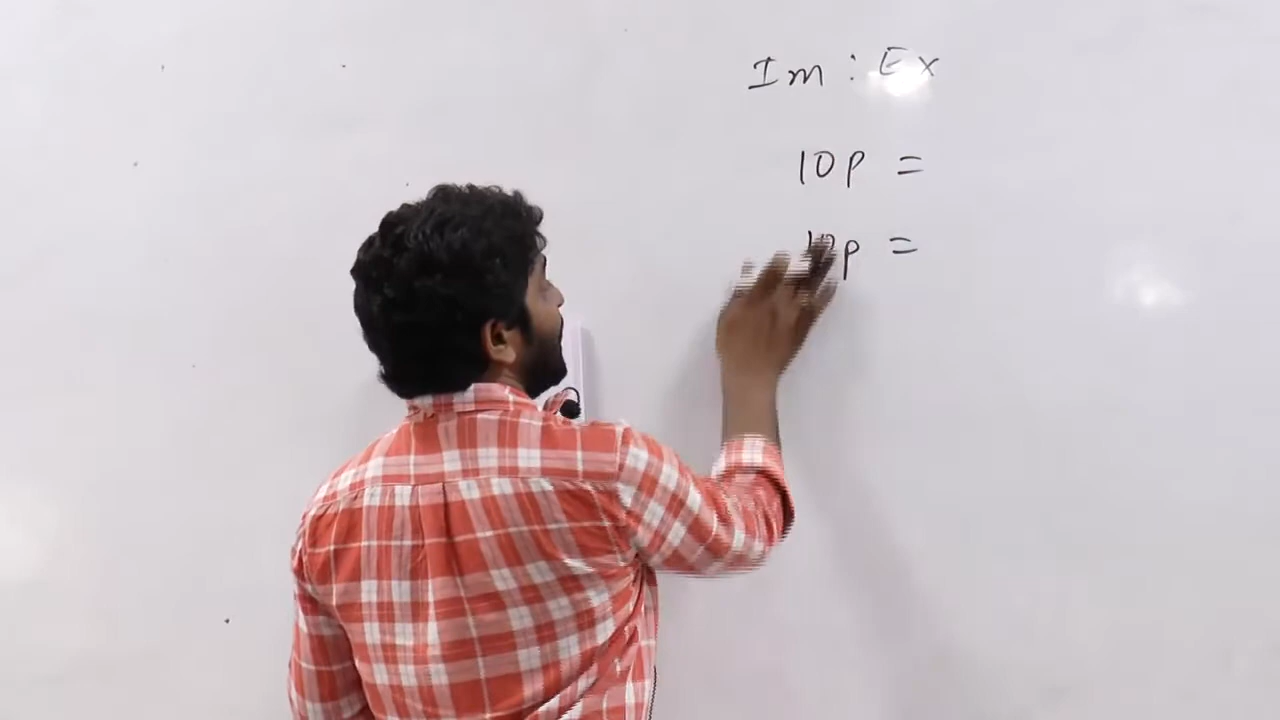 Im : Ex
10p =
10p =